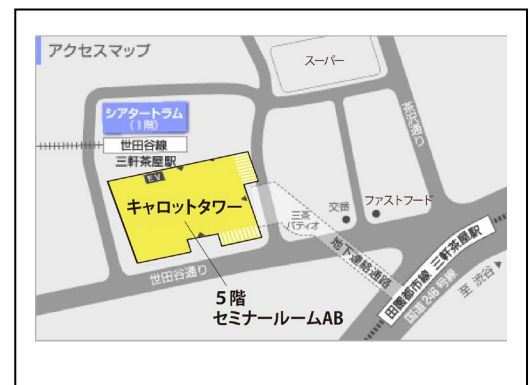 アクセスマップ
スーパー
茶沢通り
シアタートラム
(1階)
世田谷線
三軒茶屋駅
EV
キャロットタワー
三茶
パティオ
交番
ファストフード
地下連絡通路
世田谷通り
田園都市線 三軒茶屋駅
国道246号線
至 渋谷
5階
セミナールームAB